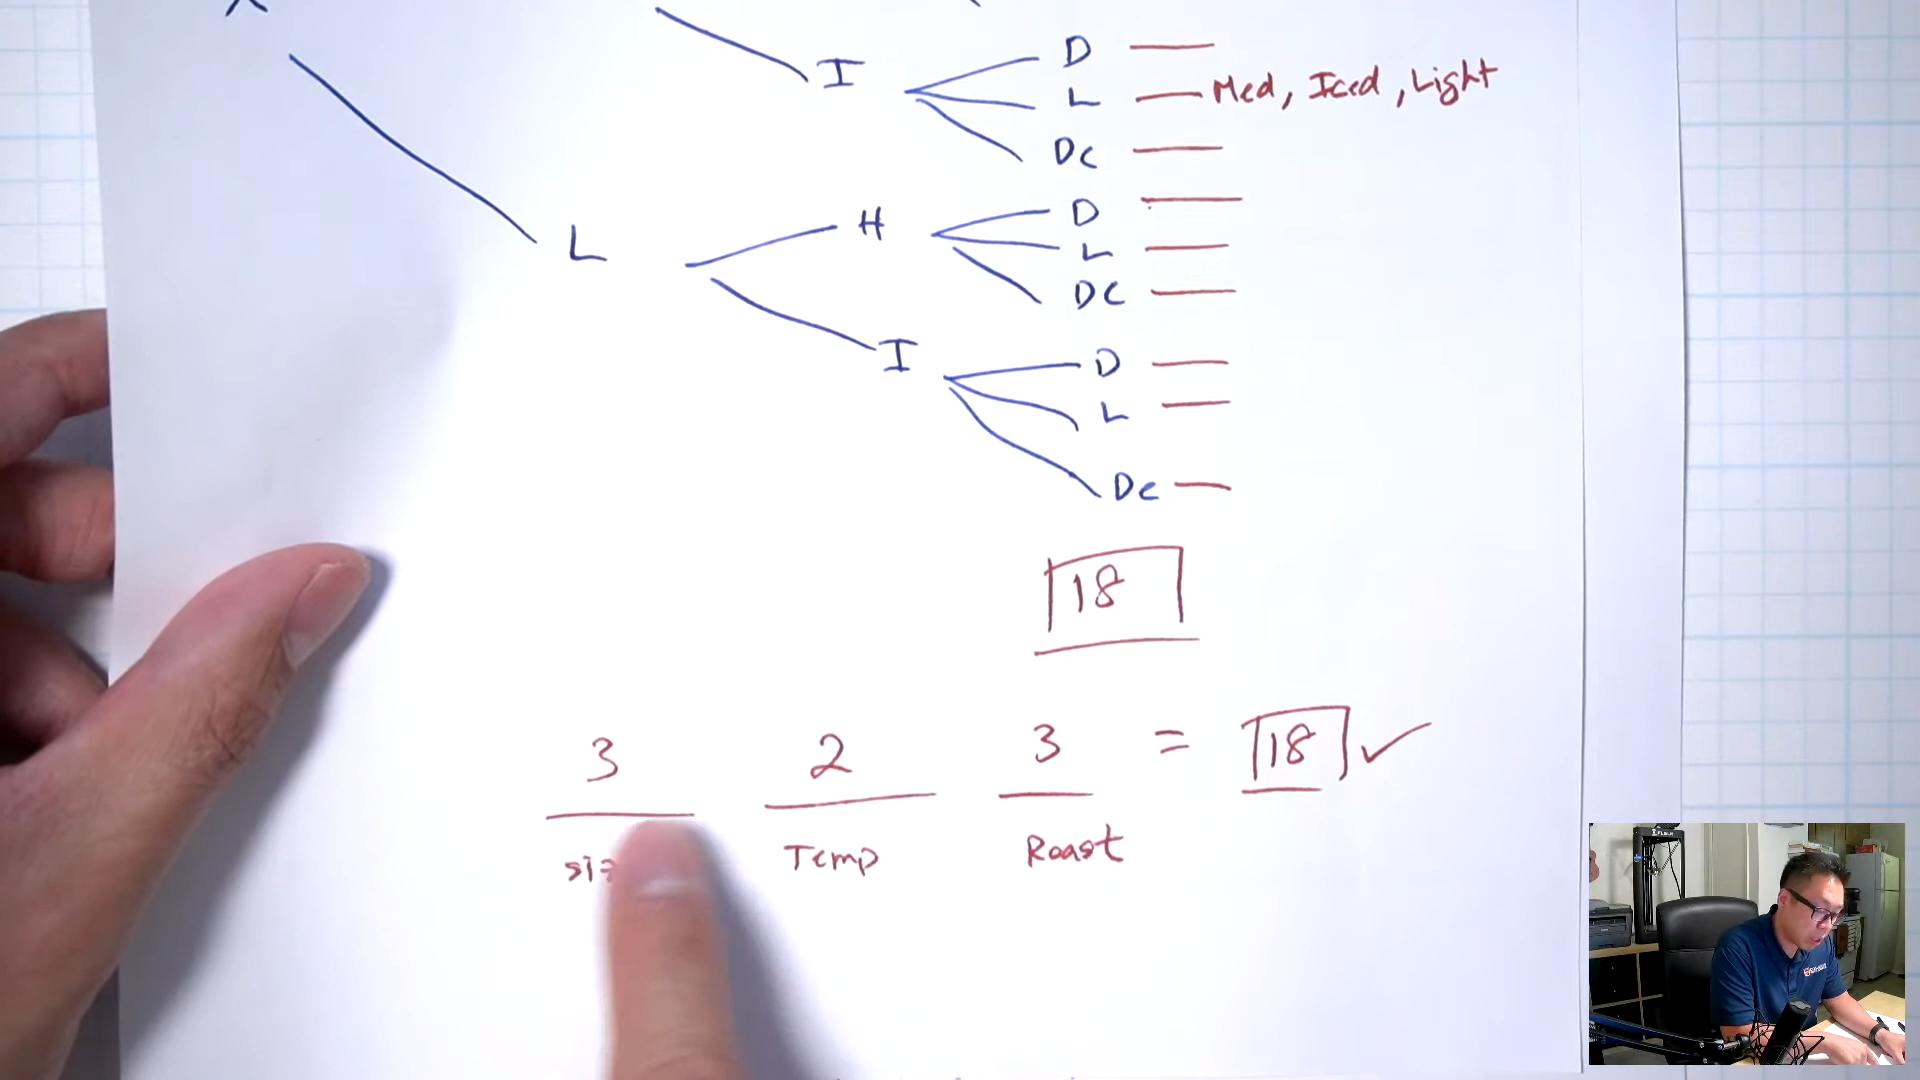 D
I
L Med, Iced, Light
Dc
H D
L
L
DC
I D
L
Dc
18
3 2 3 = 18 ✓
Temp Roast